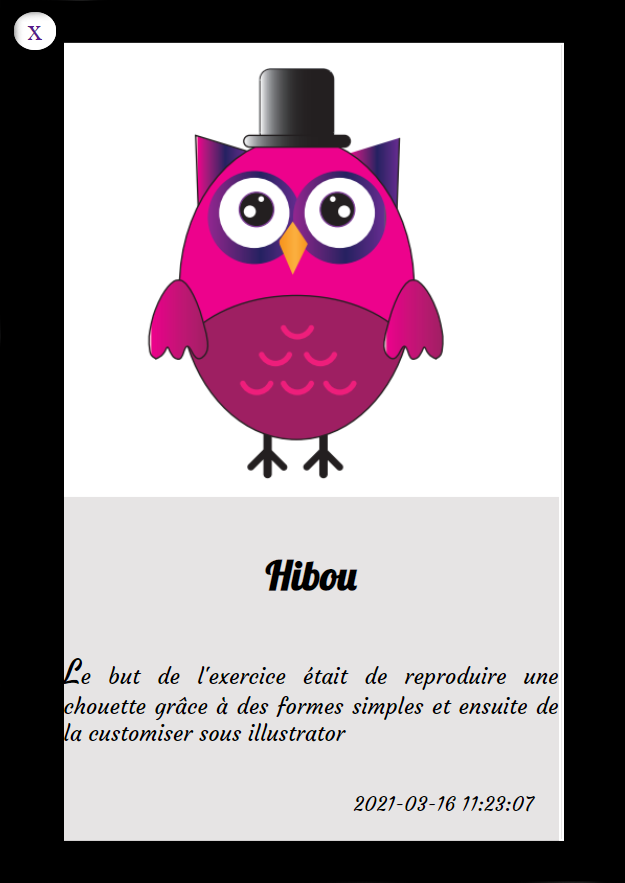 x
Hibou
Le but de l'exercice était de reproduire une
chouette grâce à des formes simples et ensuite de
la customiser sous illustrator
2021-03-16 11:23:07